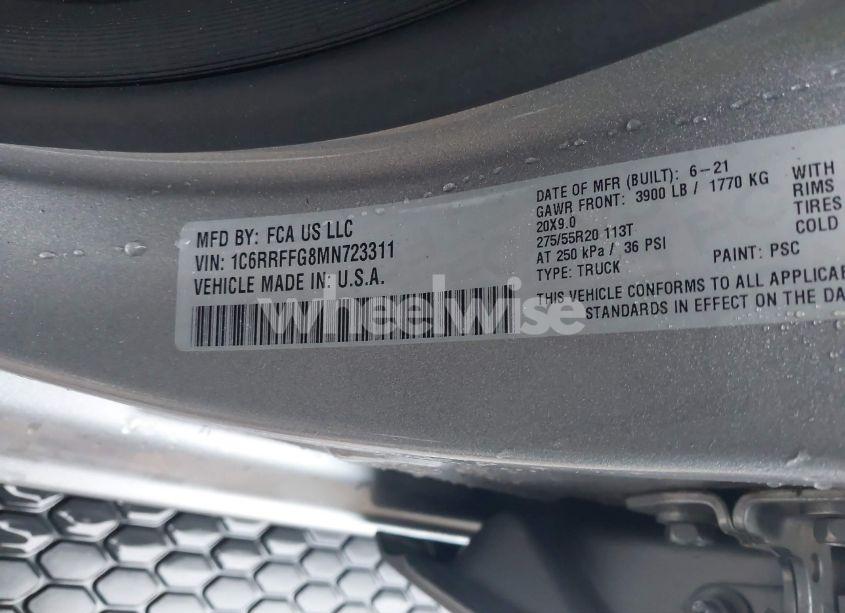 MFD BY: FCA US LLC
VIN: 1C6RRFFG8MN723311
VEHICLE MADE IN: U.S.A.
DATE OF MFR (BUILT): 6-21
GAWR FRONT: 3900 LB / 1770 KG
20X9.0
275/55R20 113T
AT 250 kPa / 36 PSI
TYPE: TRUCK
PAINT: PSC
WITH
RIMS
TIRES
COLD
THIS VEHICLE CONFORMS TO ALL
STANDARDS IN EFFECT ON THE
wheelwise